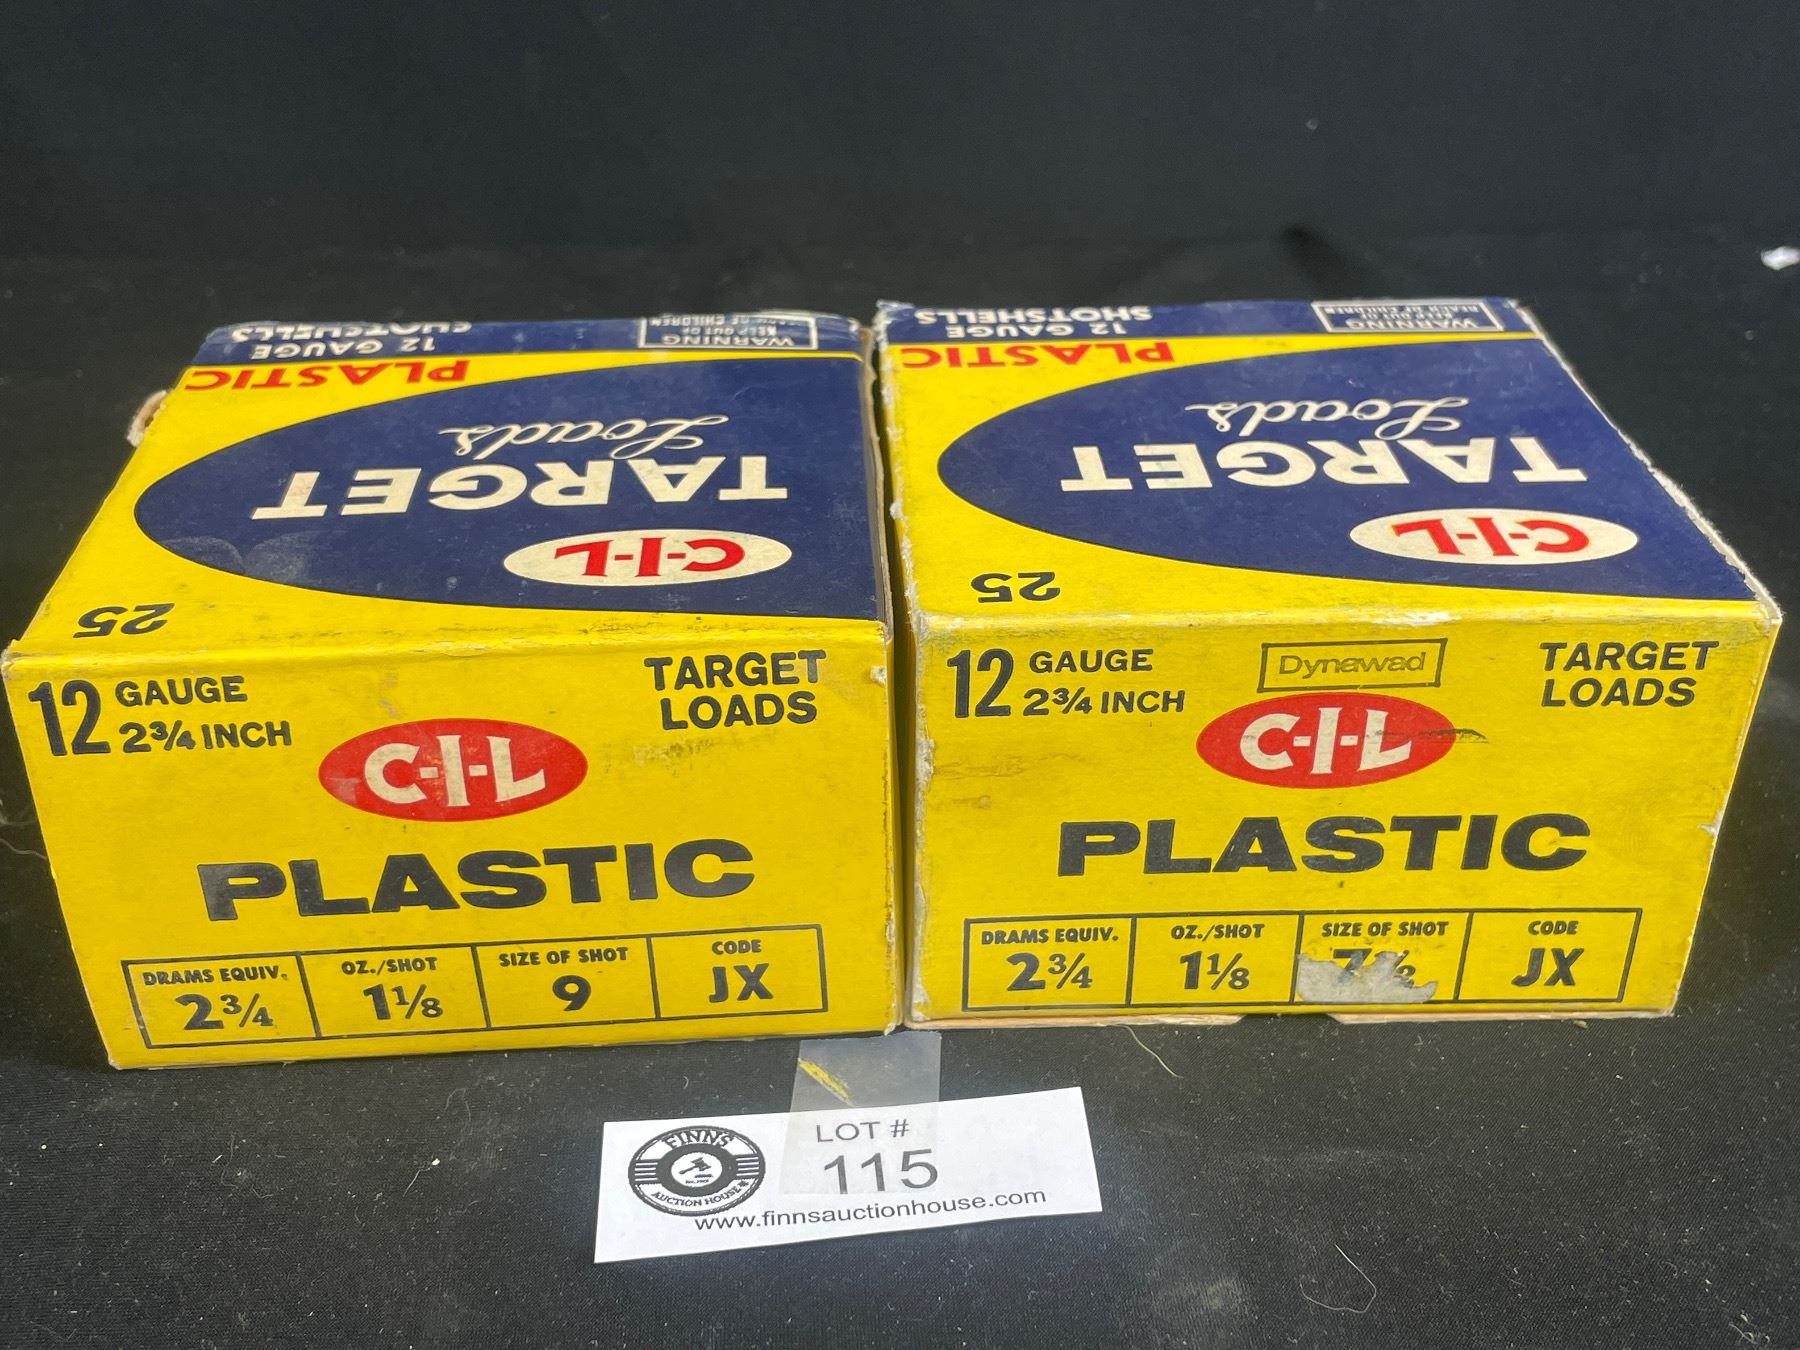 12 GAUGE
SHOTSHELLS
WARNING
KEEP OUT OF
REACH OF CHILDREN
PLASTIC
TARGET
Loads
C-I-L
25
12 GAUGE
2¾ INCH
TARGET
LOADS
C-I-L
PLASTIC
DRAMS EQUIV.
2¾
OZ./SHOT
1⅛
SIZE OF SHOT
9
CODE
JX
12 GAUGE
SHOTSHELLS
WARNING
KEEP OUT OF
REACH OF CHILDREN
PLASTIC
TARGET
Loads
C-I-L
25
12 GAUGE
2¾ INCH
Dynawad
TARGET
LOADS
C-I-L
PLASTIC
DRAMS EQUIV.
2¾
OZ./SHOT
1⅛
SIZE OF SHOT
7½
CODE
JX
FINNS
AUCTION HOUSE
LOT #
115
www.finnsauctionhouse.com